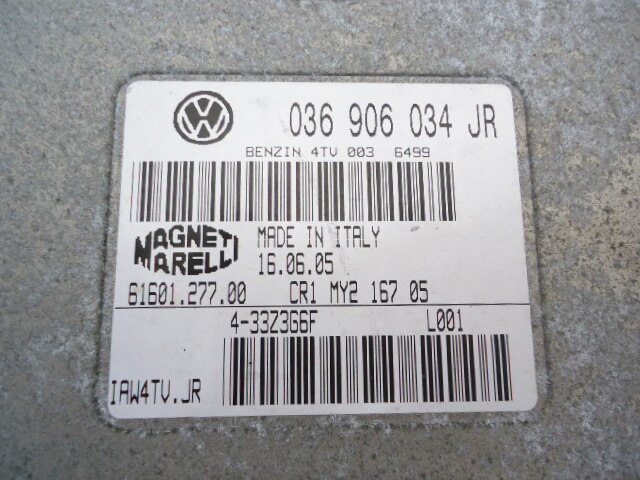 036 906 034 JR
BENZIN 4TV 003 6499
MAGNETI
MARELLI
MADE IN ITALY
16.06.05
61601.277.00 CR1 MY2 167 05
4-33Z3G6F L001
IAW4TV.JR